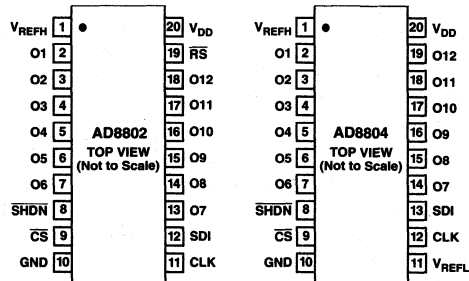 VREFH 1 20 VDD 
O1 2 19 RS
O2 3 18 O12
O3 4 17 O11
O4 5 16 O10
O5 6 15 O9
O6 7 14 O8
SHDN 8 13 O7
CS 9 12 SDI
GND 10 11 CLK
AD8802
TOP VIEW
(Not to Scale)
VREFH 1 20 VDD
O1 2 19 O12
O2 3 18 O11
O3 4 17 O10
O4 5 16 O9
O5 6 15 O8
O6 7 14 O7
SHDN 8 13 SDI
CS 9 12 CLK
GND 10 11 VREFL
AD8804
TOP VIEW
(Not to Scale)